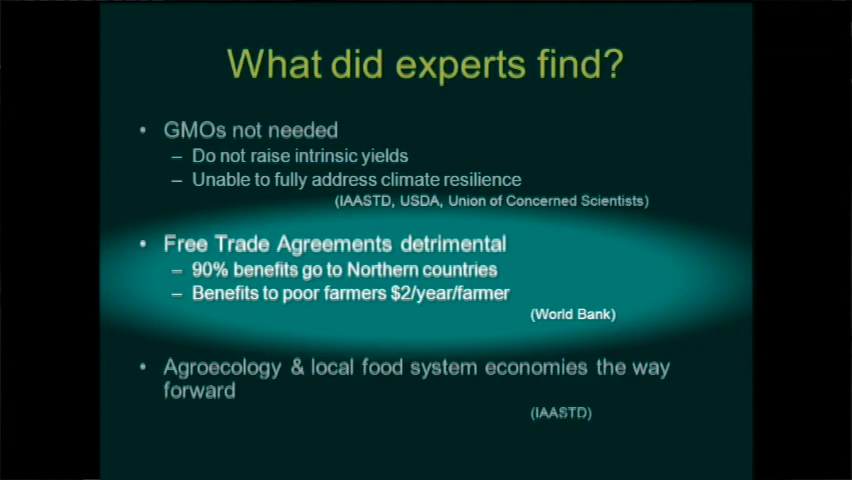 What did experts find?
• GMOs not needed
– Do not raise intrinsic yields
– Unable to fully address climate resilience
(IAASTD, USDA, Union of Concerned Scientists)
• Free Trade Agreements detrimental
– 90% benefits go to Northern countries
– Benefits to poor farmers $2/year/farmer
(World Bank)
• Agroecology & local food system economies the way
forward
(IAASTD)